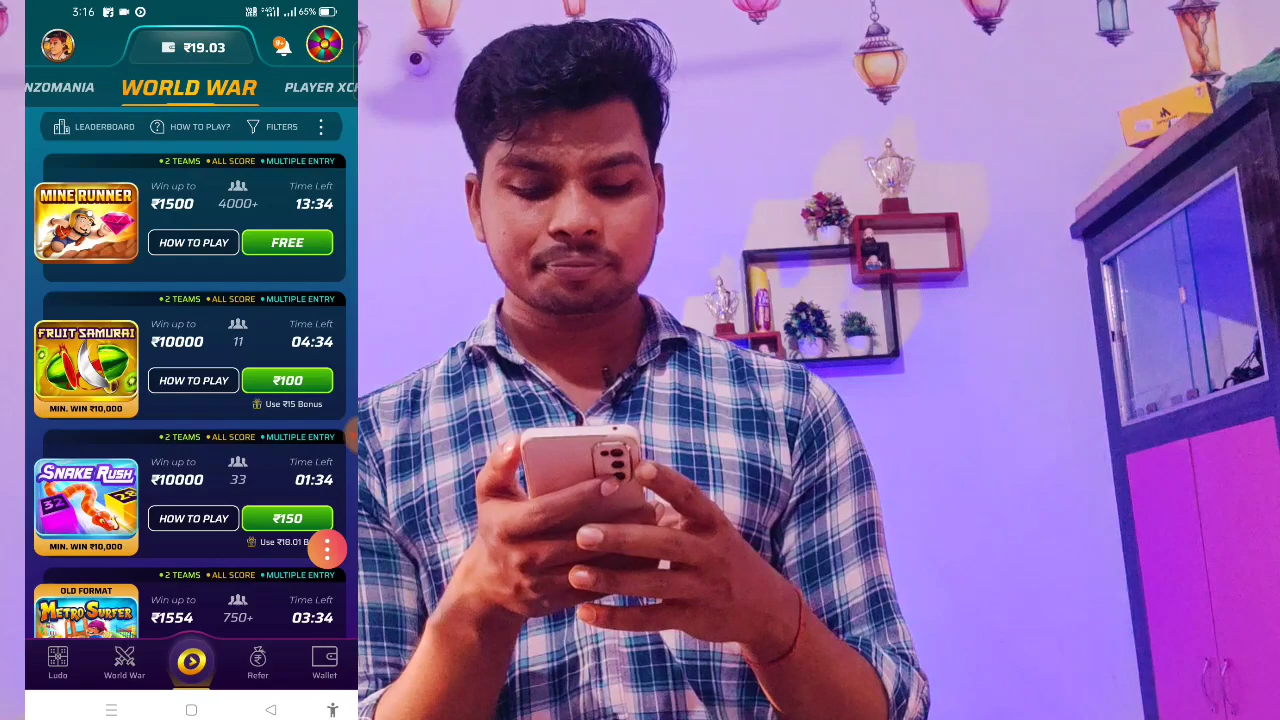 3:16 65%
₹19.03
9+
NZOMANIA WORLD WAR PLAYER XCH
LEADERBOARD HOW TO PLAY? FILTERS
2 TEAMS ALL SCORE MULTIPLE ENTRY
MINE RUNNER
Win up to Time Left
₹1500 4000+ 13:34
HOW TO PLAY FREE
2 TEAMS ALL SCORE MULTIPLE ENTRY
FRUIT SAMURAI
Win up to Time Left
₹10000 11 04:34
HOW TO PLAY ₹100
MIN. WIN ₹10,000
Use ₹15 Bonus
2 TEAMS ALL SCORE MULTIPLE ENTRY
SNAKE RUSH
Win up to Time Left
₹10000 33 01:34
32
HOW TO PLAY ₹150
MIN. WIN ₹10,000
Use ₹18.01 B
2 TEAMS ALL SCORE MULTIPLE ENTRY
OLD FORMAT
METRO SURFER
Win up to Time Left
₹1554 750+ 03:34
Ludo World War Refer Wallet